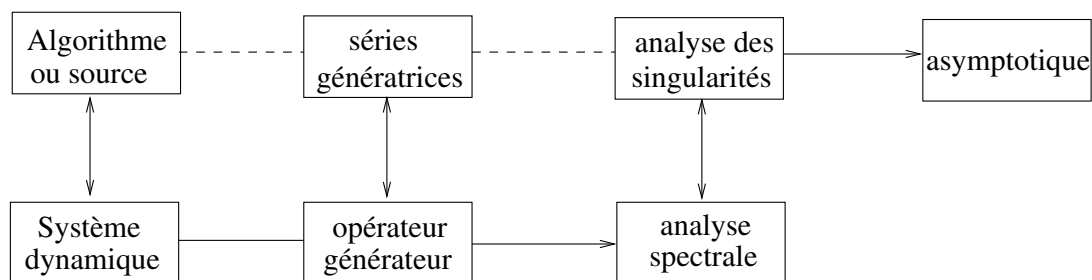 Algorithme
ou source
séries
génératrices
analyse des
singularités
asymptotique
Système
dynamique
opérateur
générateur
analyse
spectrale